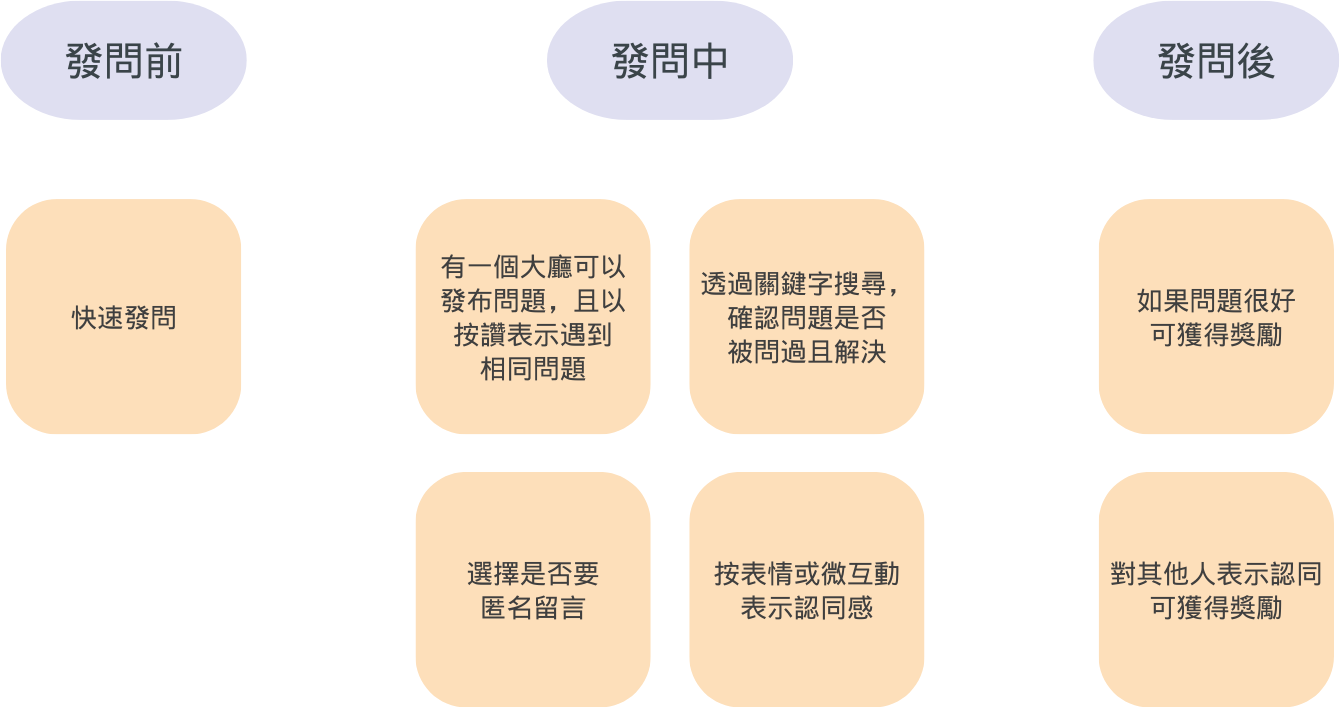 發問前
發問中
發問後
快速發問
有一個大廳可以
發布問題，且以
按讚表示遇到
相同問題
透過關鍵字搜尋，
確認問題是否
被問過且解決
如果問題很好
可獲得獎勵
選擇是否要
匿名留言
按表情或微互動
表示認同感
對其他人表示認同
可獲得獎勵